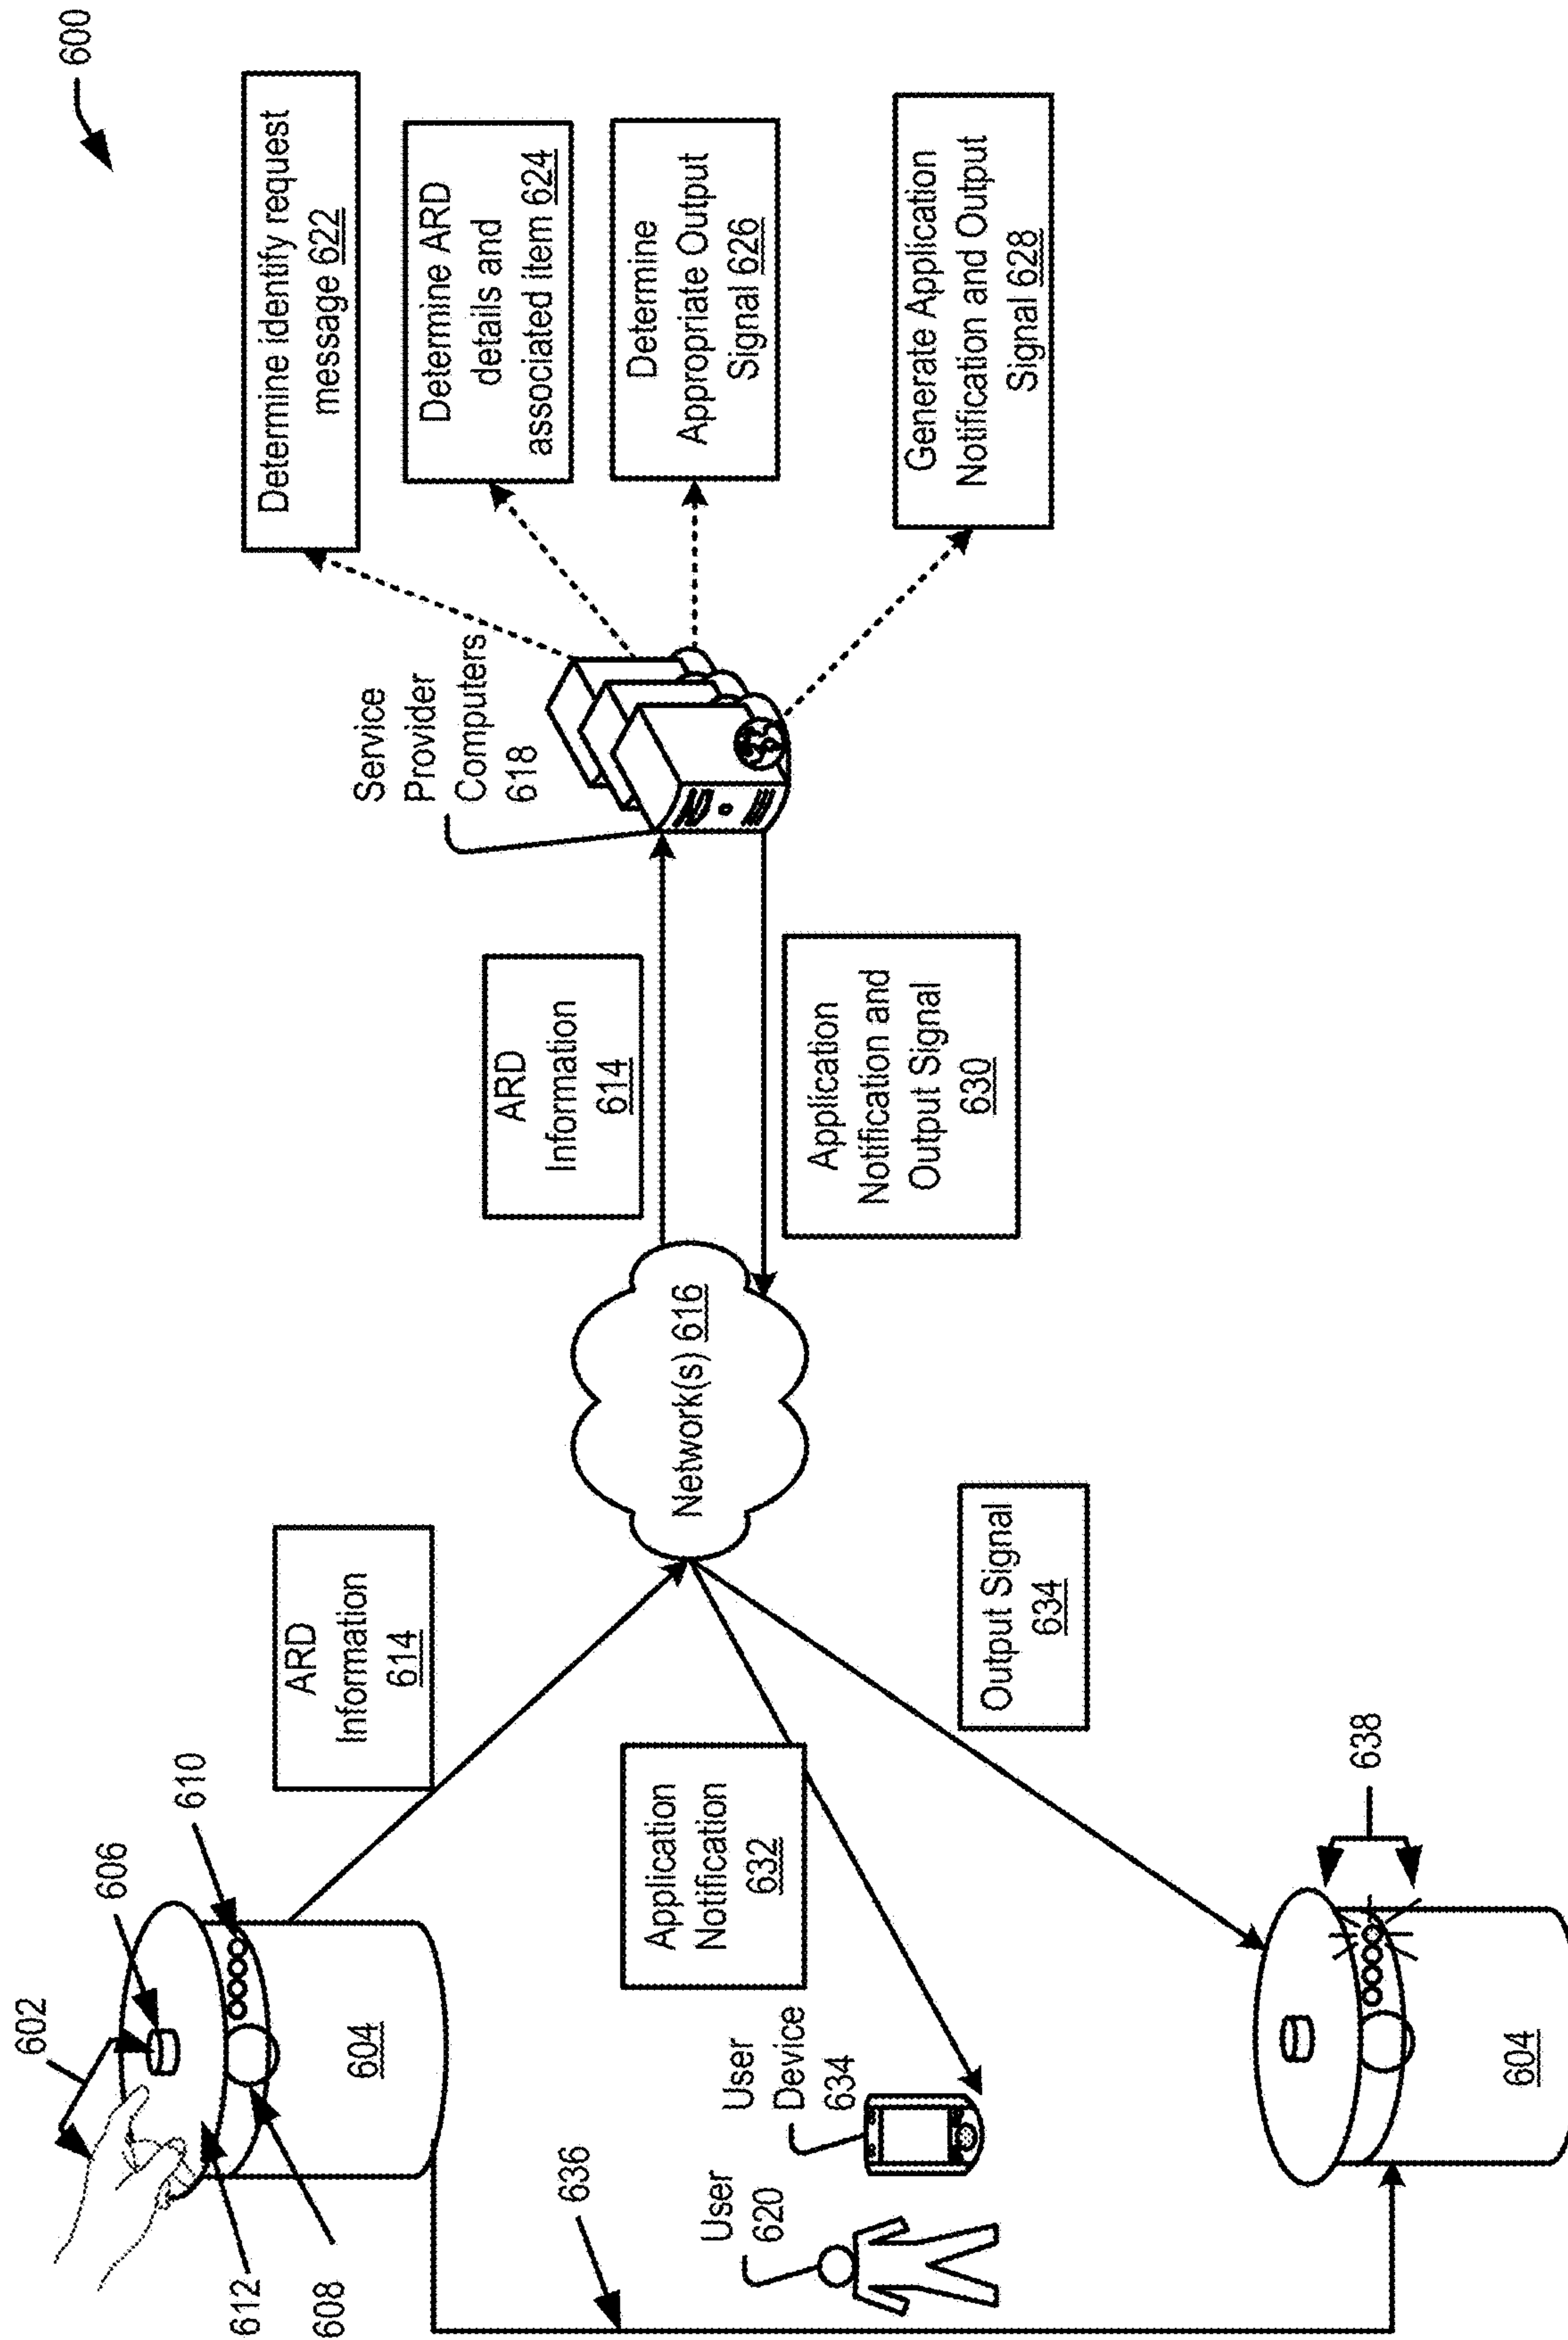 600
602
606
610
604
612
608
ARD
Information
614
636
User
620
User
Device
634
Application
Notification
632
Network(s) 616
Output Signal
634
638
604
ARD
Information
614
Application
Notification and
Output Signal
630
Service
Provider
Computers
618
Determine identify request
message 622
Determine ARD
details and
associated item 624
Determine
Appropriate Output
Signal 626
Generate Application
Notification and Output
Signal 628